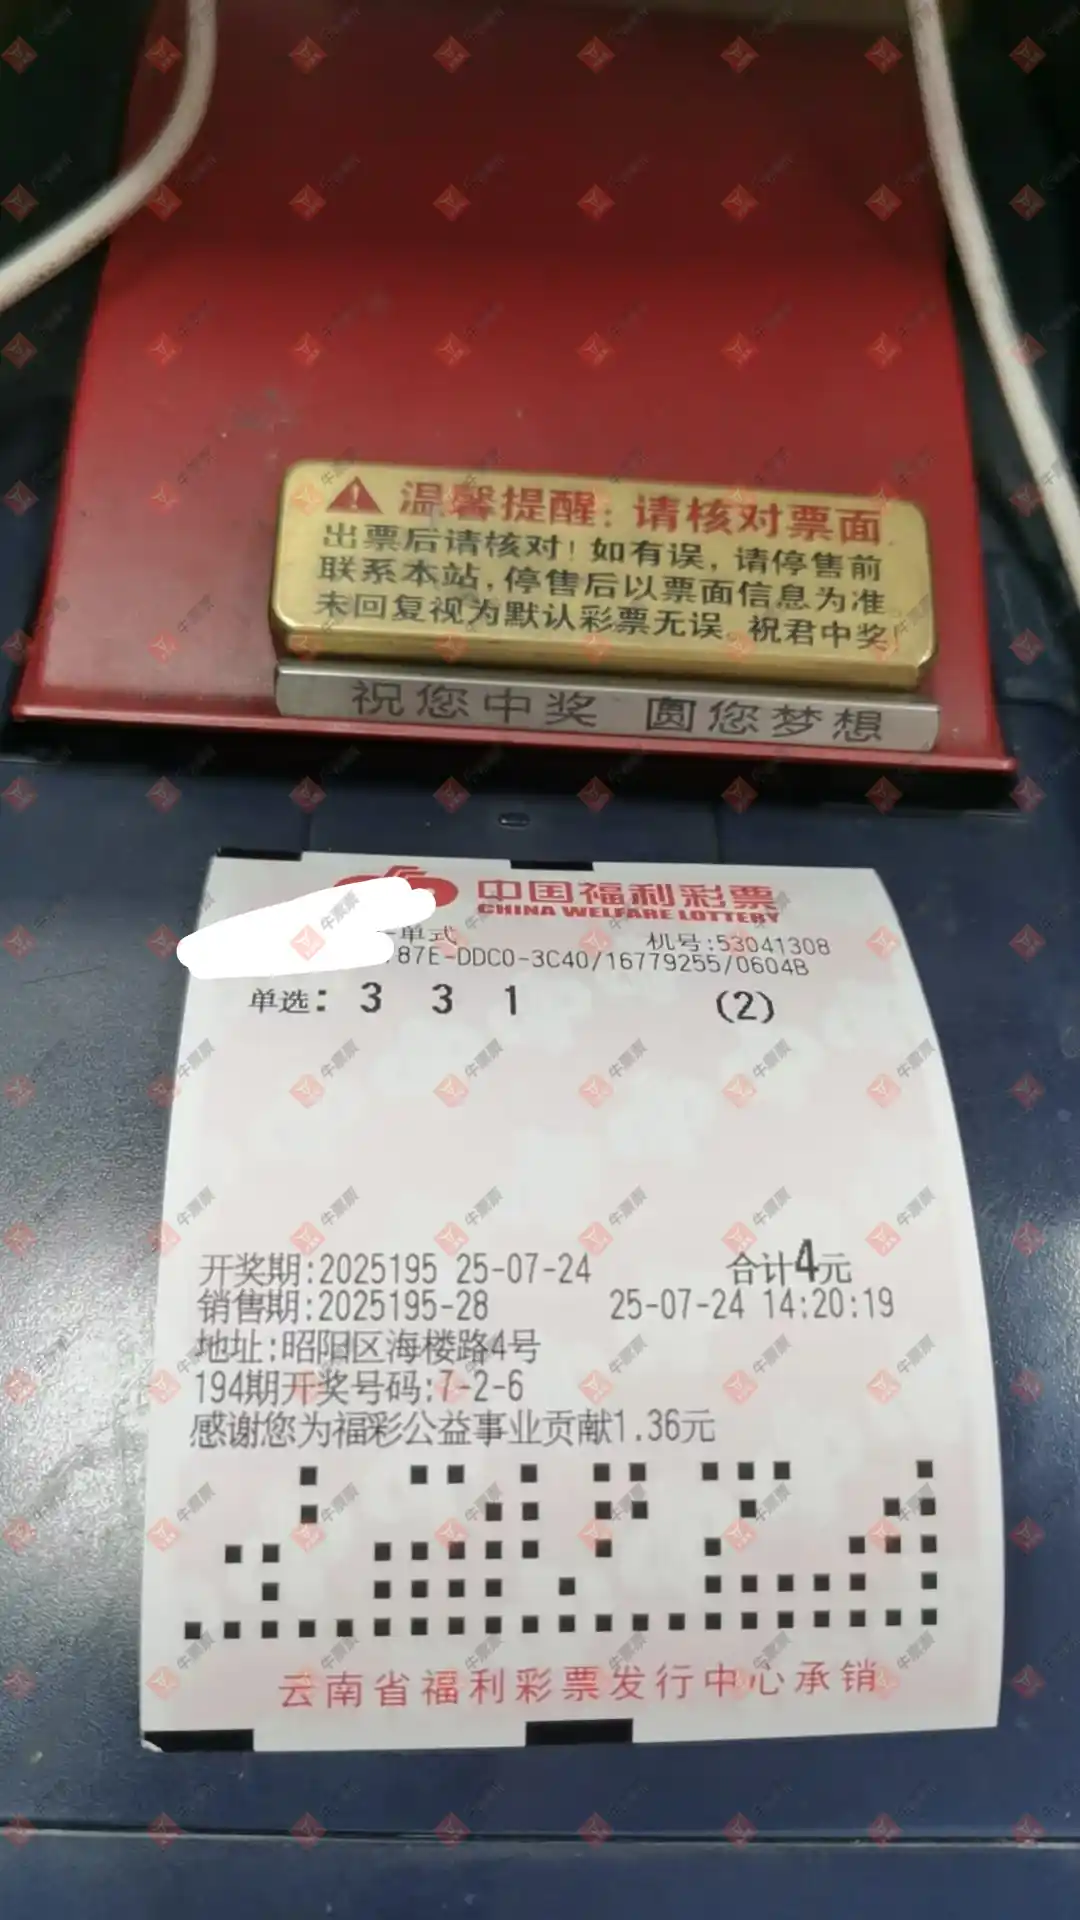 温馨提醒：请核对票面
出票后请核对！如有误，请停售前
联系本站，停售后以票面信息为准
未回复视为默认彩票无误，祝君中奖！
祝您中奖 圆您梦想
中国福利彩票
CHINA WELFARE LOTTERY
单式 机号:53041308
87E-DDC0-3C40/16779255/0604B
单选: 3 3 1 (2)
开奖期:2025195 25-07-24 合计4元
销售期:2025195-28 25-07-24 14:20:19
地址:昭阳区海楼路4号
194期开奖号码:7-2-6
感谢您为福彩公益事业贡献1.36元
云南省福利彩票发行中心承销
牛票票